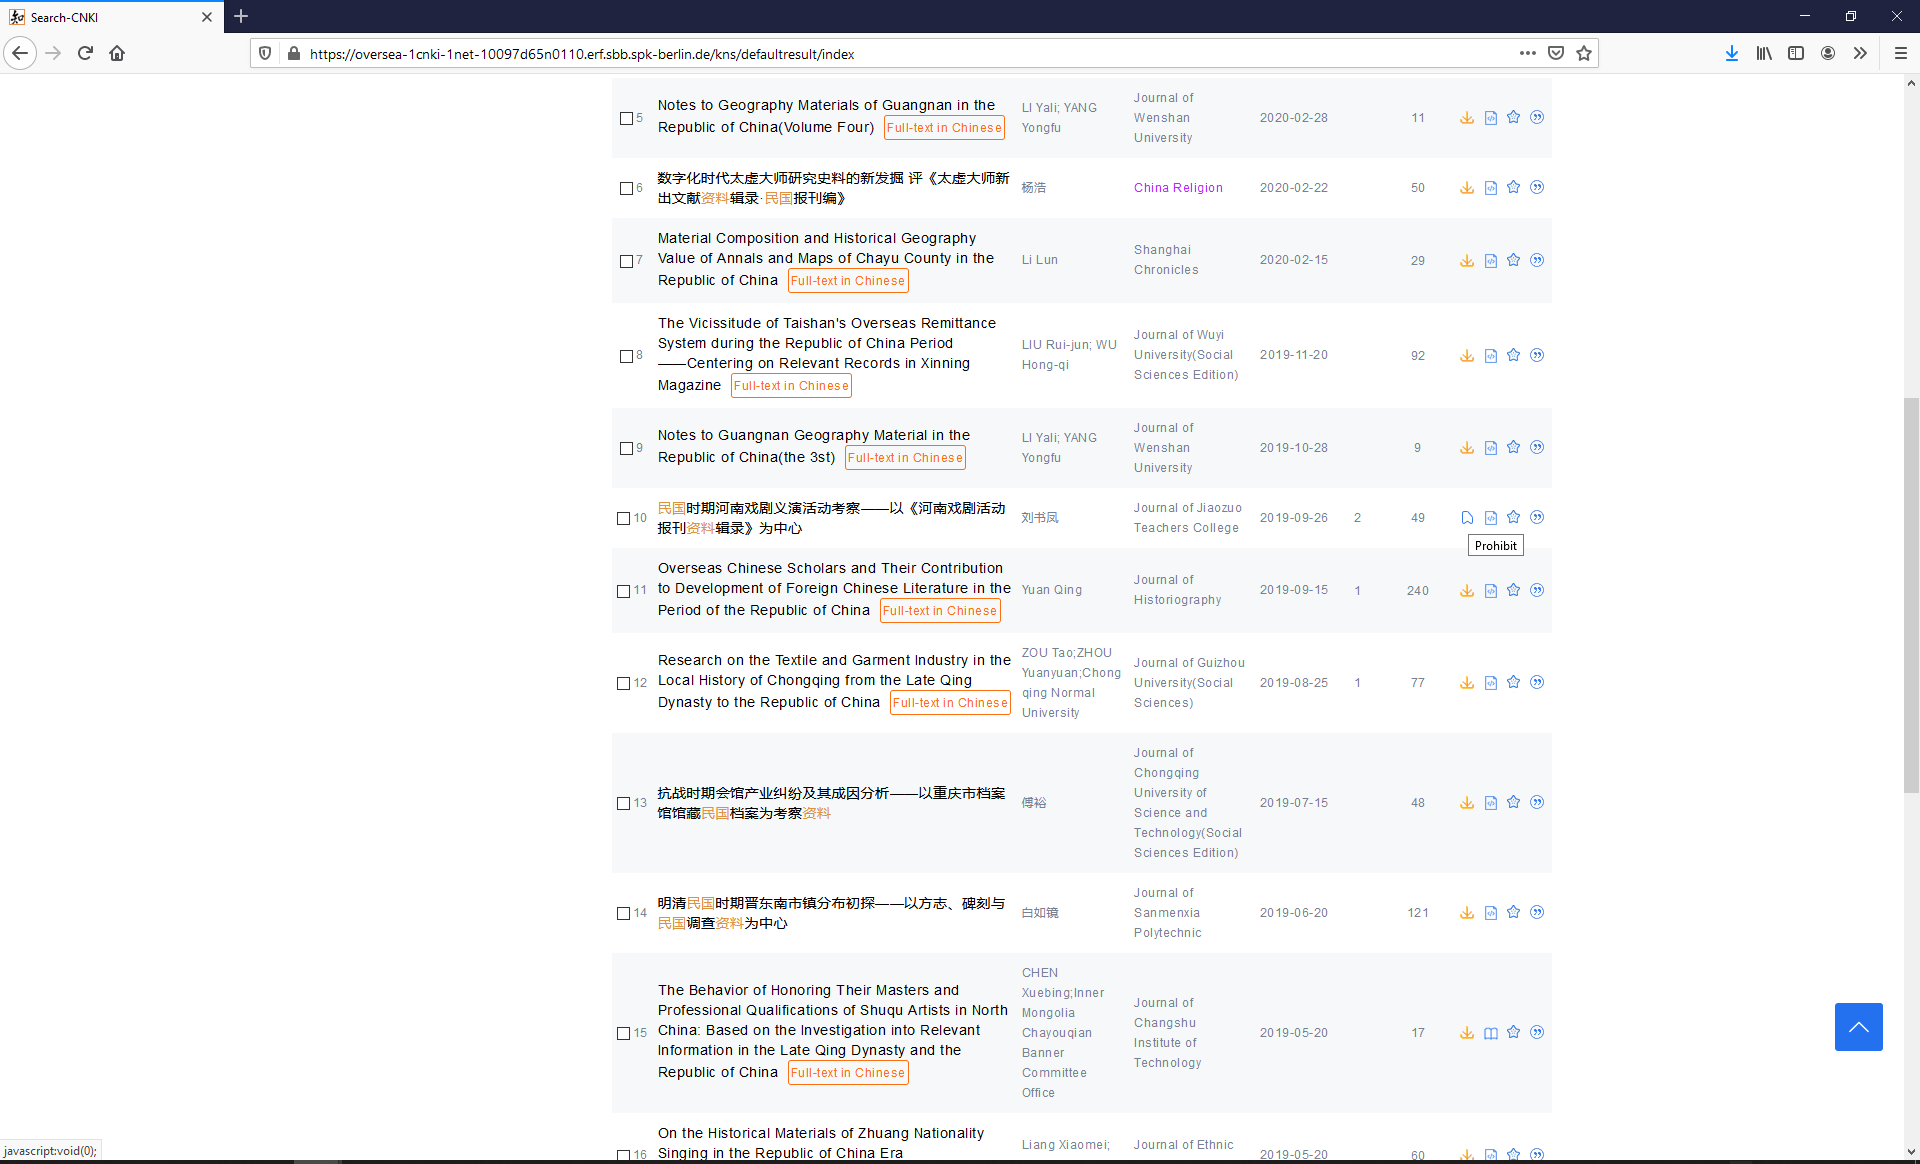 Search-CNKI
https://oversea-1cnki-1net-10097d65n0110.erf.sbb.spk-berlin.de/kns/defaultresult/index
5
Notes to Geography Materials of Guangnan in the
Republic of China(Volume Four) Full-text in Chinese
LI Yali; YANG
Yongfu
Journal of
Wenshan
University
2020-02-28
11
6
数字化时代太虚大师研究史料的新发掘 评《太虚大师新
出文献资料辑录·民国报刊编》
杨浩
China Religion
2020-02-22
50
7
Material Composition and Historical Geography
Value of Annals and Maps of Chayu County in the
Republic of China Full-text in Chinese
Li Lun
Shanghai
Chronicles
2020-02-15
29
8
The Vicissitude of Taishan's Overseas Remittance
System during the Republic of China Period
——Centering on Relevant Records in Xinning
Magazine Full-text in Chinese
LIU Rui-jun; WU
Hong-qi
Journal of Wuyi
University(Social
Sciences Edition)
2019-11-20
92
9
Notes to Guangnan Geography Material in the
Republic of China(the 3st) Full-text in Chinese
LI Yali; YANG
Yongfu
Journal of
Wenshan
University
2019-10-28
9
10
民国时期河南戏剧义演活动考察——以《河南戏剧活动
报刊资料辑录》为中心
刘书凤
Journal of Jiaozuo
Teachers College
2019-09-26
2
49
Prohibit
11
Overseas Chinese Scholars and Their Contribution
to Development of Foreign Chinese Literature in the
Period of the Republic of China Full-text in Chinese
Yuan Qing
Journal of
Historiography
2019-09-15
1
240
12
Research on the Textile and Garment Industry in the
Local History of Chongqing from the Late Qing
Dynasty to the Republic of China Full-text in Chinese
ZOU Tao;ZHOU
Yuanyuan;Chong
qing Normal
University
Journal of Guizhou
University(Social
Sciences)
2019-08-25
1
77
13
抗战时期会馆产业纠纷及其成因分析——以重庆市档案
馆馆藏民国档案为考察资料
傅裕
Journal of
Chongqing
University of
Science and
Technology(Social
Sciences Edition)
2019-07-15
48
14
明清民国时期晋东南市镇分布初探——以方志、碑刻与
民国调查资料为中心
白如镜
Journal of
Sanmenxia
Polytechnic
2019-06-20
121
15
The Behavior of Honoring Their Masters and
Professional Qualifications of Shuqu Artists in North
China: Based on the Investigation into Relevant
Information in the Late Qing Dynasty and the
Republic of China Full-text in Chinese
CHEN
Xuebing;Inner
Mongolia
Chayouqian
Banner
Committee
Office
Journal of
Changshu
Institute of
Technology
2019-05-20
17
16
On the Historical Materials of Zhuang Nationality
Singing in the Republic of China Era
Liang Xiaomei;
Journal of Ethnic
2019-05-20
60
javascript:void(0);